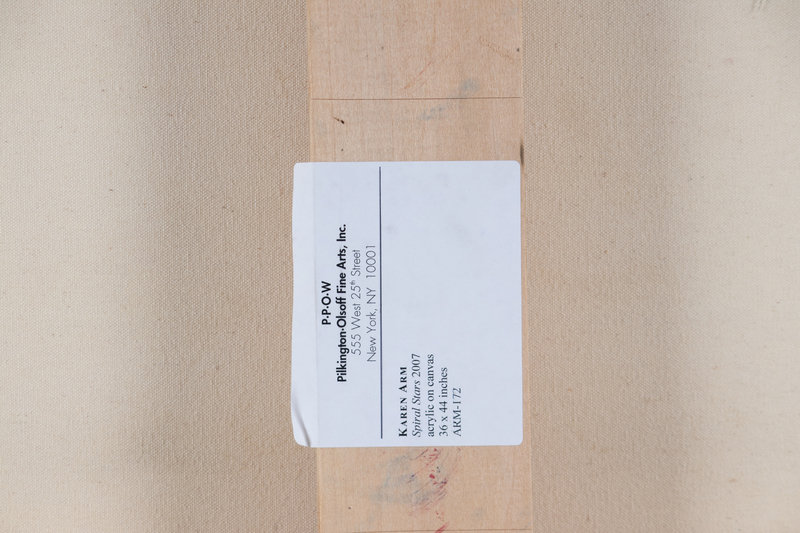 P·P·O·W
Pilkington·Olsoff Fine Arts, Inc.
555 West 25th Street
New York, NY 10001
KAREN ARM
Spiral Stars 2007
acrylic on canvas
36 x 44 inches
ARM-172